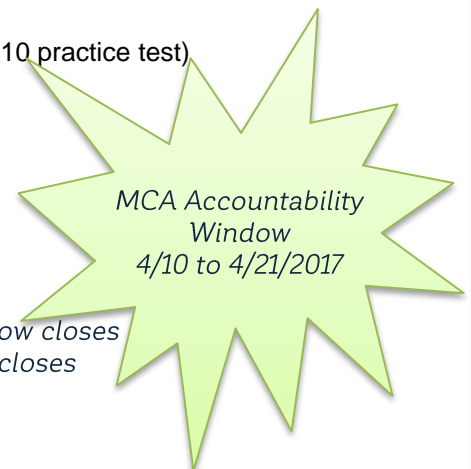 10 practice test)
MCA Accountability
Window
4/10 to 4/21/2017
ow closes
closes